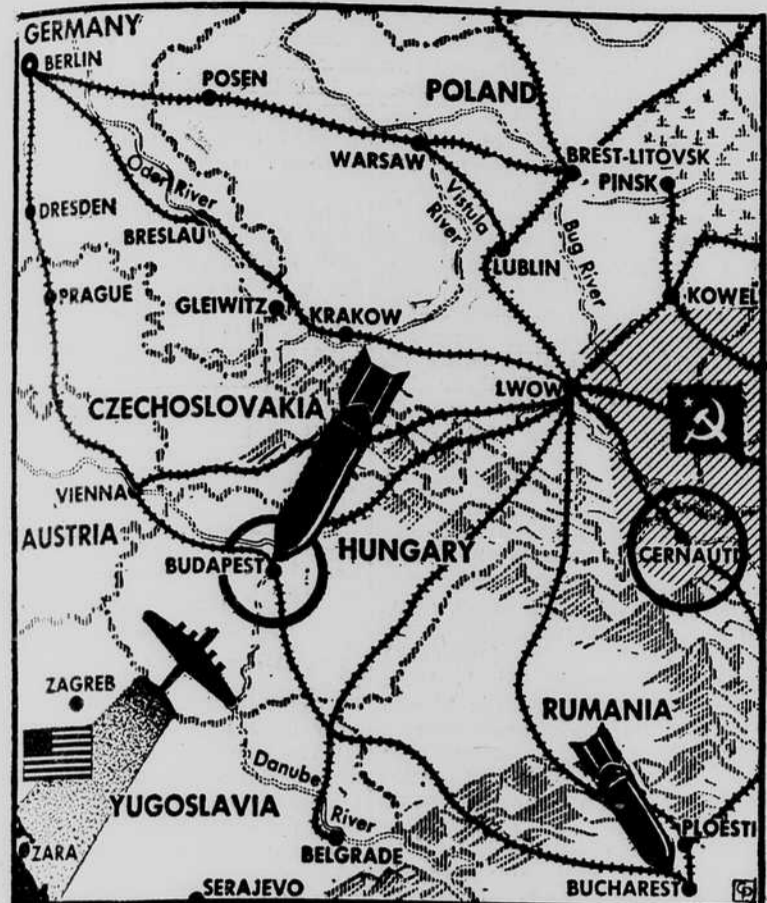 GERMANY
BERLIN
POSEN
POLAND
WARSAW
BREST-LITOVSK
PINSK
Oder River
Vistula
River
DRESDEN
BRESLAU
Bug River
LUBLIN
PRAGUE
GLEIWITZ
KRAKOW
KOWEL
LWOW
CZECHOSLOVAKIA
VIENNA
AUSTRIA
BUDAPEST
HUNGARY
CERNAUTI
ZAGREB
RUMANIA
Danube
River
YUGOSLAVIA
ZARA
BELGRADE
PLOESTI
SERAJEVO
BUCHAREST
CP